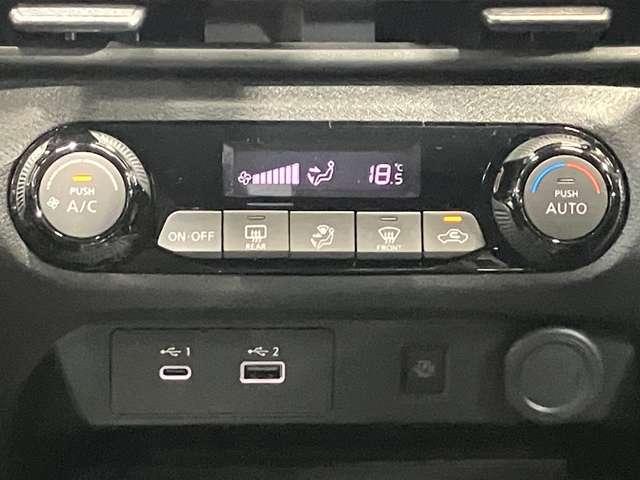 PUSH
A/C
18.5
°C
PUSH
AUTO
ON·OFF
REAR
FRONT
1
2